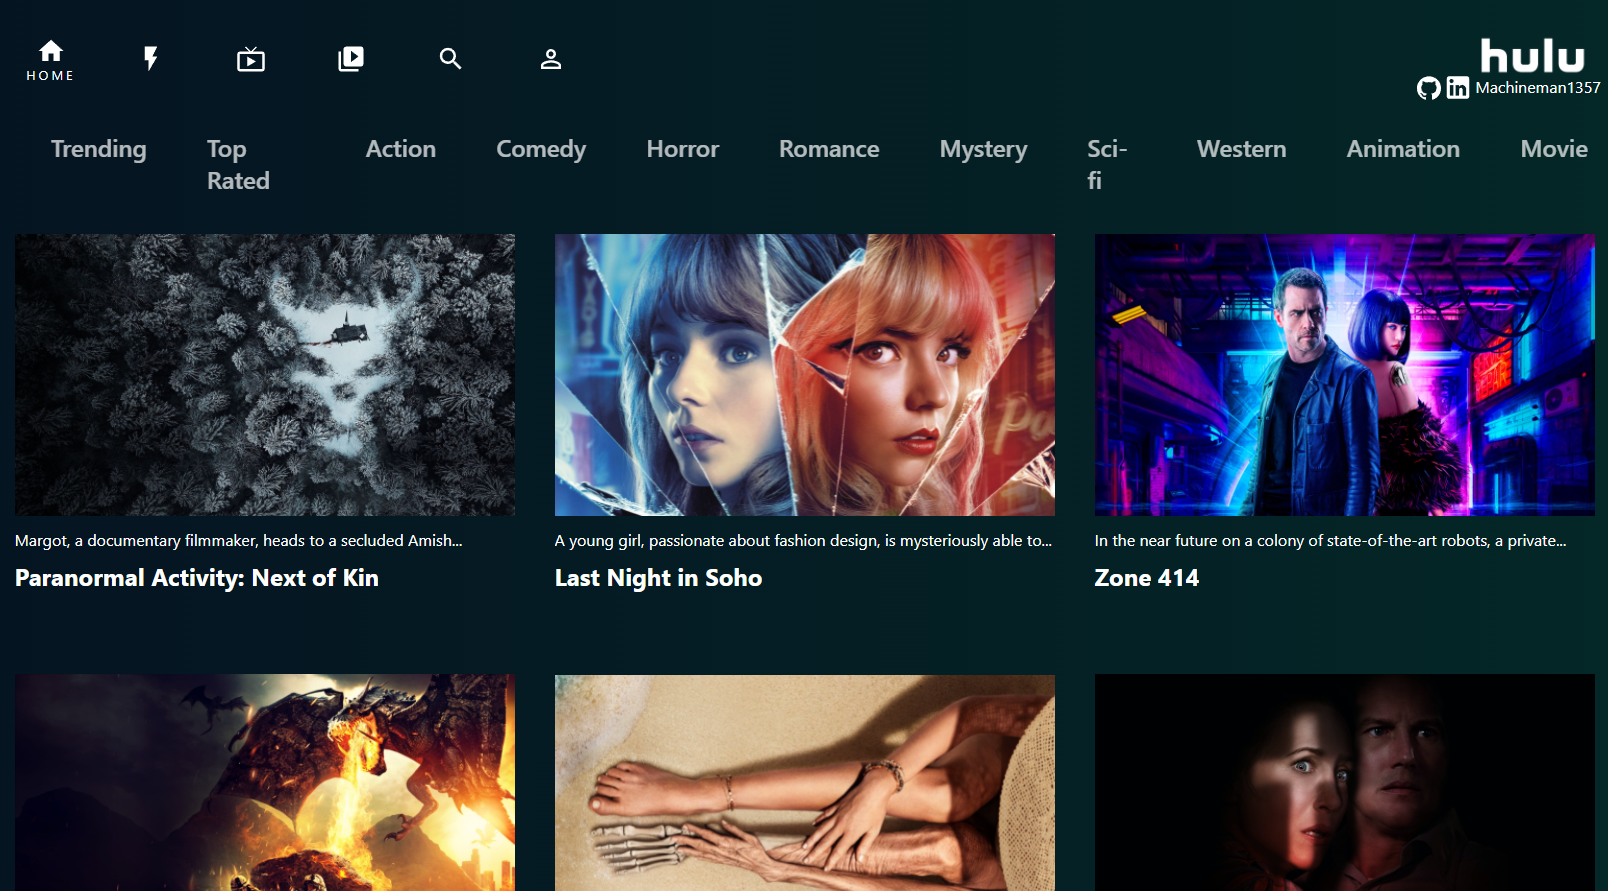 HOME
hulu
Machineman1357
Trending
Top
Rated
Action
Comedy
Horror
Romance
Mystery
Sci-
fi
Western
Animation
Movie
Margot, a documentary filmmaker, heads to a secluded Amish...
Paranormal Activity: Next of Kin
A young girl, passionate about fashion design, is mysteriously able to...
Last Night in Soho
In the near future on a colony of state-of-the-art robots, a private...
Zone 414